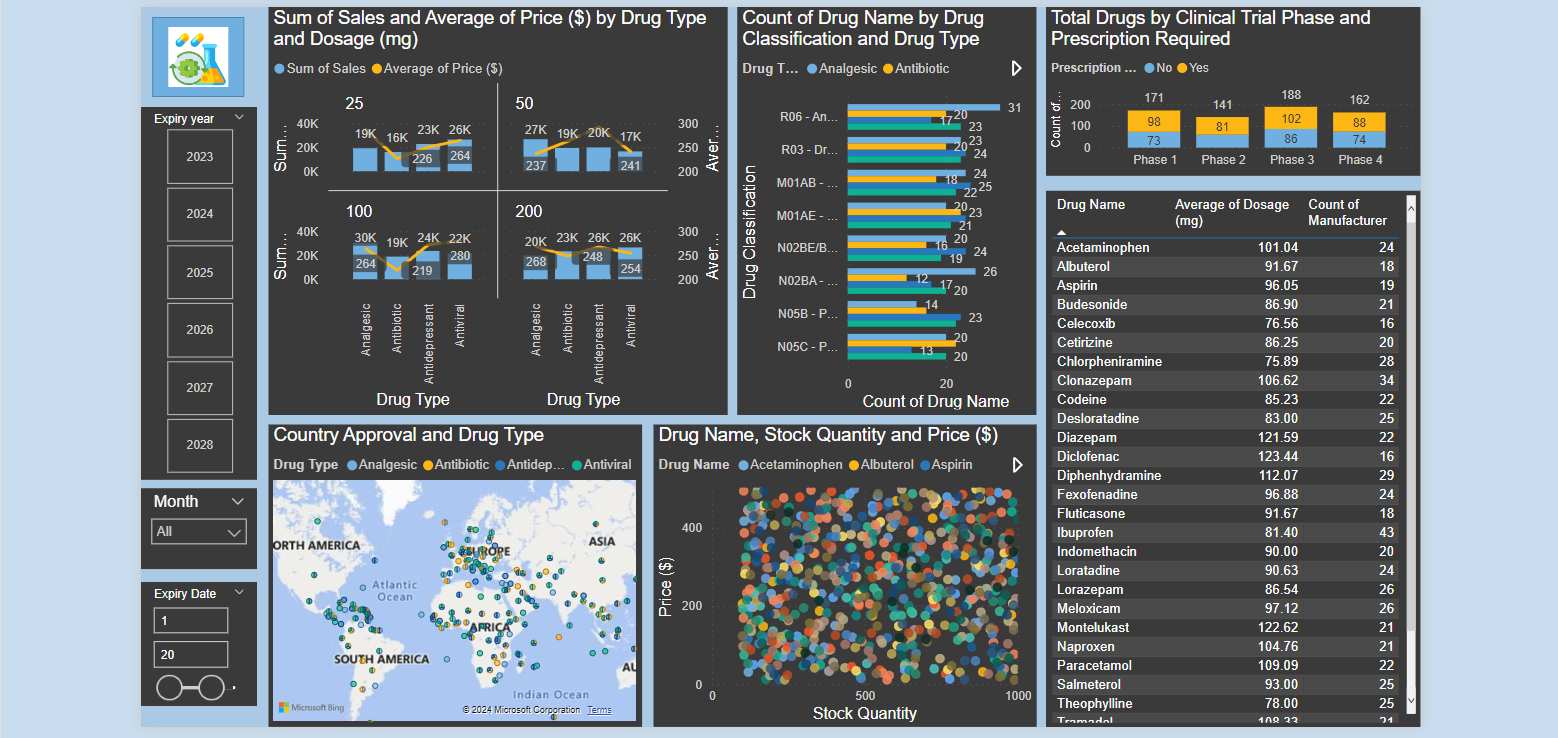 Expiry year
2023
2024
2025
2026
2027
2028
Month
All
Expiry Date
1
20
Sum of Sales and Average of Price ($) by Drug Type
and Dosage (mg)
Sum of Sales Average of Price ($)
25 50
40K 20K 0K
Sum...
19K 16K 23K 26K
226 264
27K 19K 20K 17K
237 241
300 250 200
Aver...
100 200
40K 20K 0K
Sum...
30K 19K 24K 22K
264 219 280
20K 23K 26K 26K
268 248 254
300 250 200
Aver...
Analgesic Antibiotic Antidepressant Antiviral
Analgesic Antibiotic Antidepressant Antiviral
Drug Type Drug Type
Count of Drug Name by Drug
Classification and Drug Type
Drug T... Analgesic Antibiotic
Drug Classification
R06 - An... 31 20 17 23
R03 - Dr... 20 23 24
M01AB - ... 24 18 25 22
M01AE - ... 20 23 21
N02BE/B... 20 16 24 19
N02BA - ... 26 12 17 20
N05B - P... 14 23
N05C - P... 20 13 20
0 20
Count of Drug Name
Total Drugs by Clinical Trial Phase and
Prescription Required
Prescription ... No Yes
Count of...
200 100 0
171 141 188 162
98 81 102 88
73 86 74
Phase 1 Phase 2 Phase 3 Phase 4
Drug Name Average of Dosage Count of
(mg) Manufacturer
Acetaminophen 101.04 24
Albuterol 91.67 18
Aspirin 96.05 19
Budesonide 86.90 21
Celecoxib 76.56 16
Cetirizine 86.25 20
Chlorpheniramine 75.89 28
Clonazepam 106.62 34
Codeine 85.23 22
Desloratadine 83.00 25
Diazepam 121.59 22
Diclofenac 123.44 16
Diphenhydramine 112.07 29
Fexofenadine 96.88 24
Fluticasone 91.67 18
Ibuprofen 81.40 43
Indomethacin 90.00 20
Loratadine 90.63 24
Lorazepam 86.54 26
Meloxicam 97.12 26
Montelukast 122.62 21
Naproxen 104.76 21
Paracetamol 109.09 22
Salmeterol 93.00 25
Theophylline 78.00 25
Tramadol 108.33 21
Country Approval and Drug Type
Drug Type Analgesic Antibiotic Antidep... Antiviral
ORTH AMERICA
EUROPE
ASIA
Atlantic
Ocean
AFRICA
SOUTH AMERICA
AU
Indian Ocean
Microsoft Bing
© 2024 Microsoft Corporation Terms
Drug Name, Stock Quantity and Price ($)
Drug Name Acetaminophen Albuterol Aspirin
Price ($)
400
200
0
0 500 1000
Stock Quantity